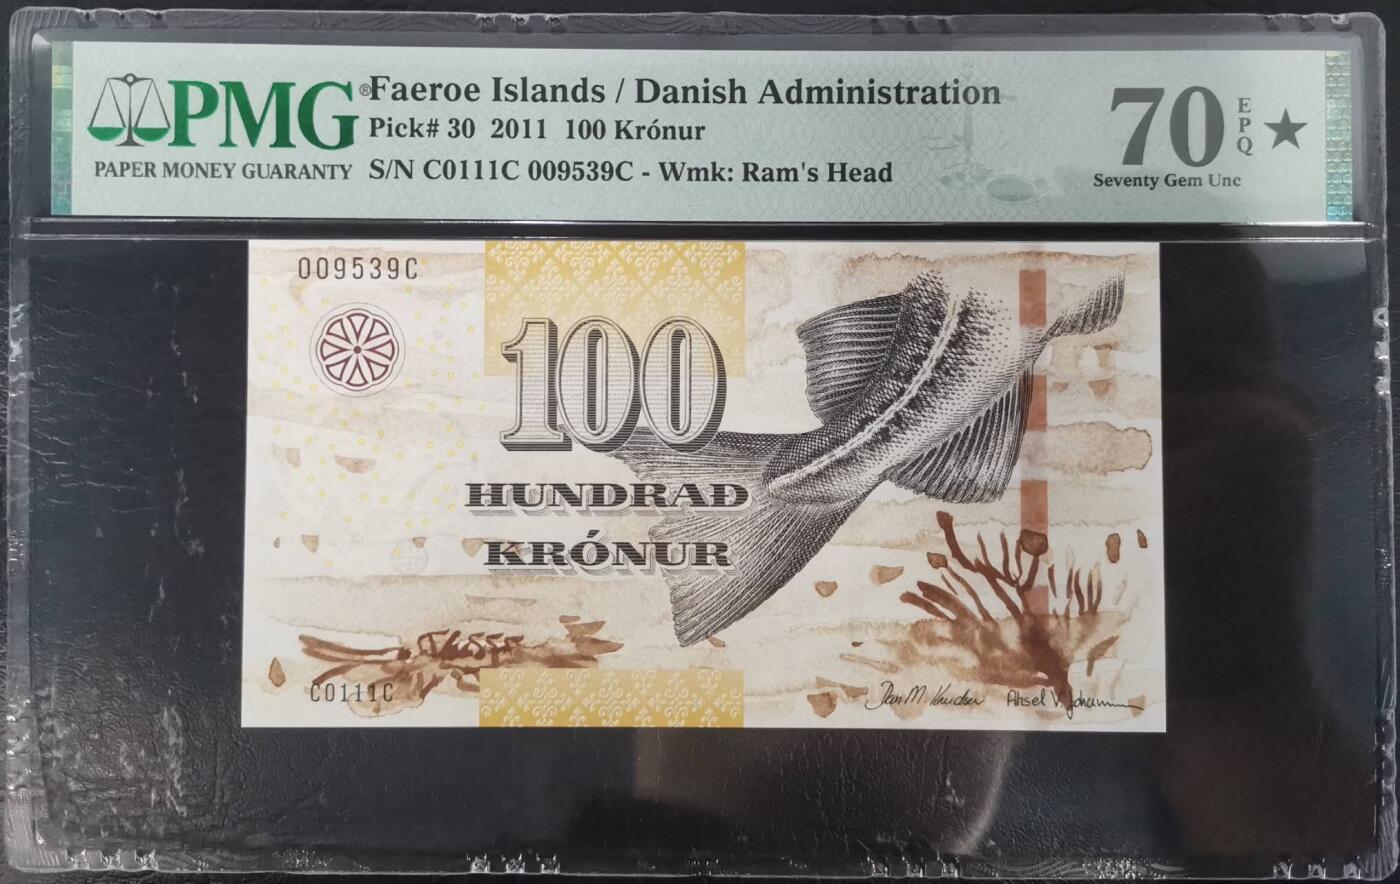 PMG®
PAPER MONEY GUARANTY
Faeroe Islands / Danish Administration
Pick# 30 2011 100 Krónur
S/N C0111C 009539C - Wmk: Ram's Head
70 EPQ ★
Seventy Gem Unc
009539C
100
HUNDRAÐ
KRÓNUR
C0111C